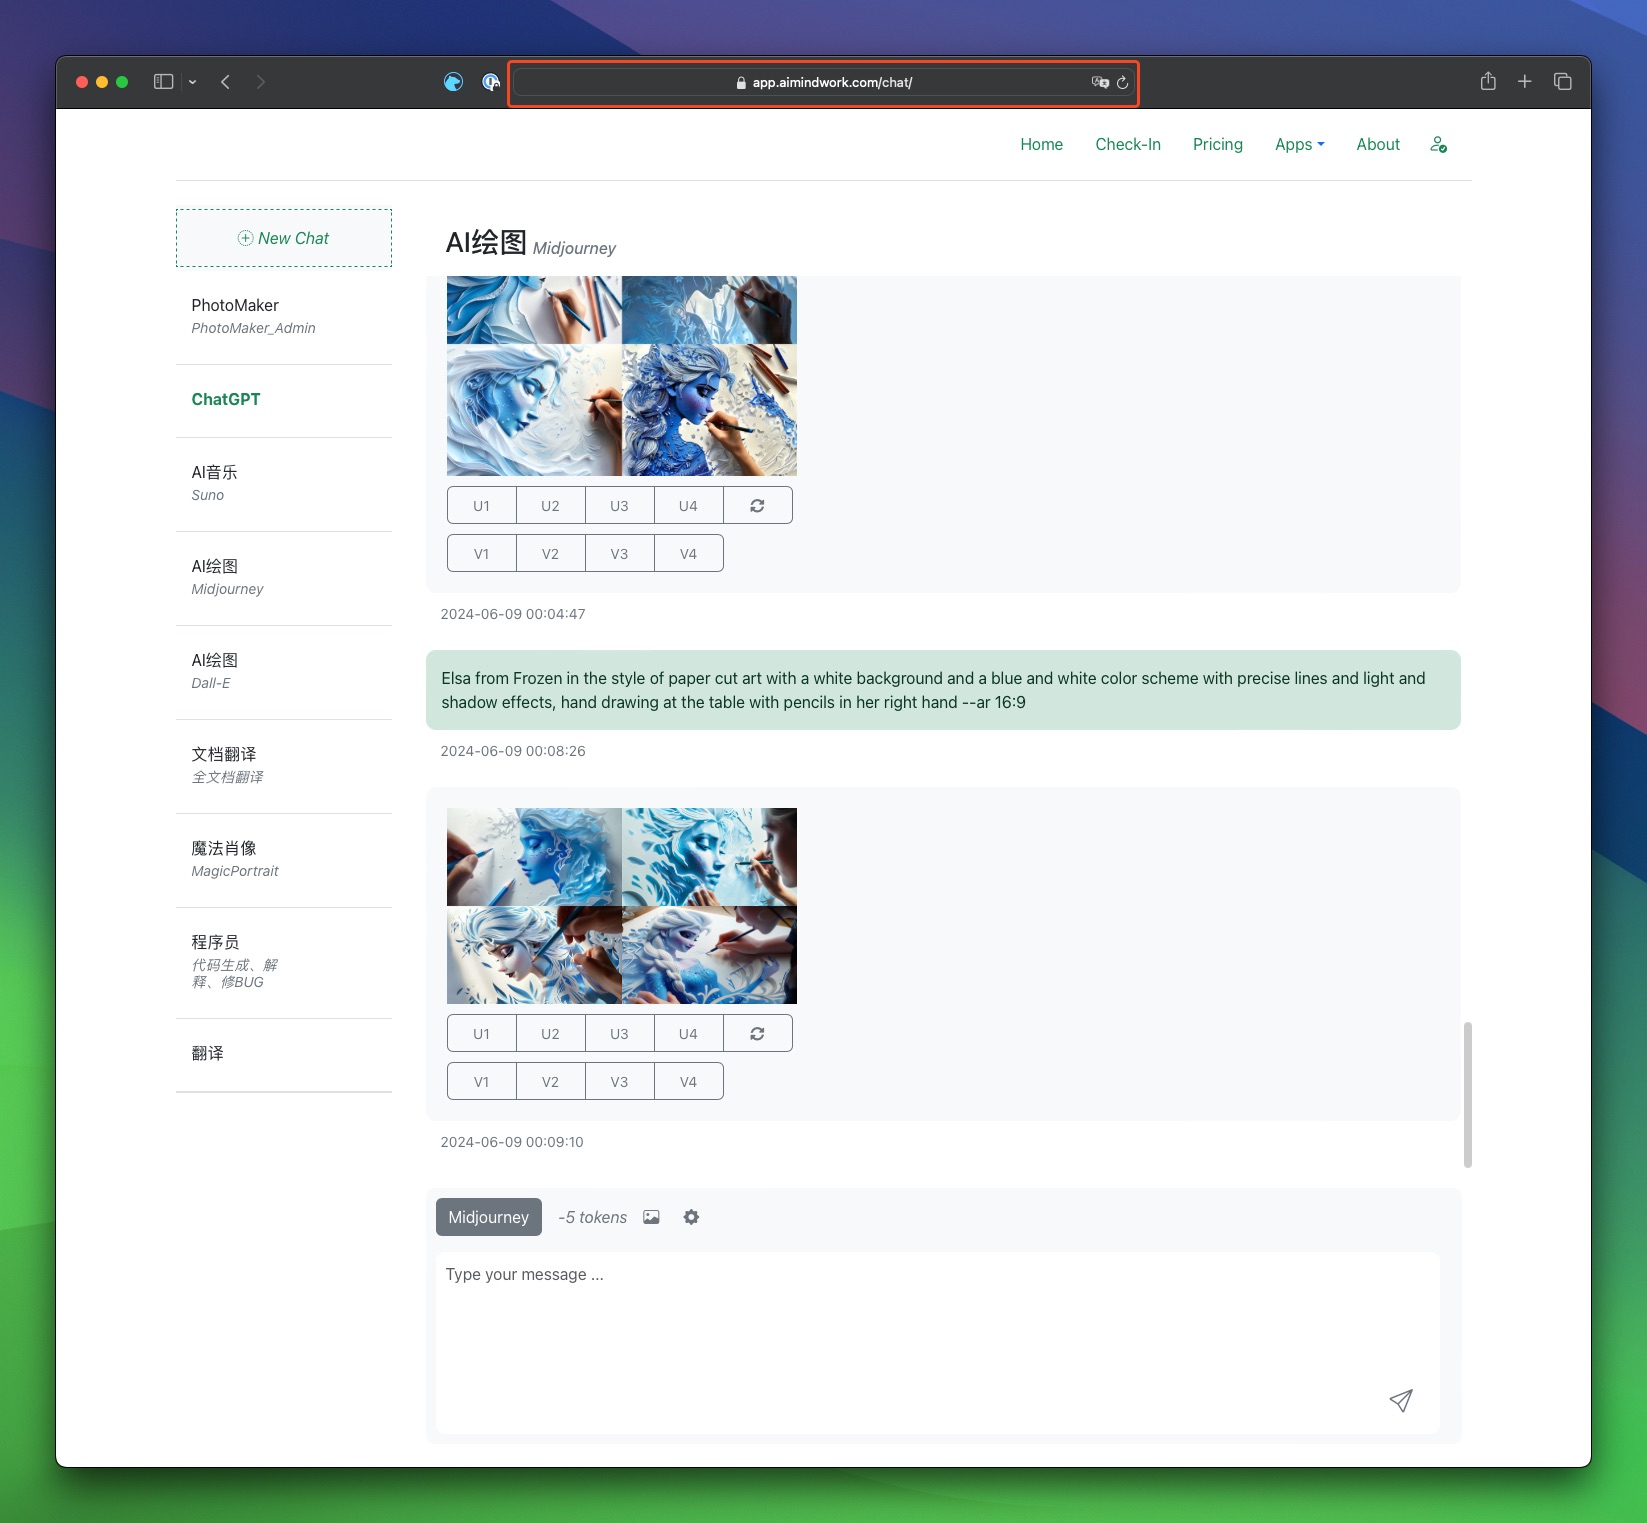 app.aimindwork.com/chat/
Home
Check-In
Pricing
Apps
About
New Chat
PhotoMaker
PhotoMaker_Admin
ChatGPT
AI音乐
Suno
AI绘图
Midjourney
AI绘图
Dall-E
文档翻译
全文档翻译
魔法肖像
MagicPortrait
程序员
代码生成、解
释、修BUG
翻译
AI绘图 Midjourney
U1
U2
U3
U4
V1
V2
V3
V4
2024-06-09 00:04:47
Elsa from Frozen in the style of paper cut art with a white background and a blue and white color scheme with precise lines and light and
shadow effects, hand drawing at the table with pencils in her right hand --ar 16:9
2024-06-09 00:08:26
U1
U2
U3
U4
V1
V2
V3
V4
2024-06-09 00:09:10
Midjourney
-5 tokens
Type your message ...